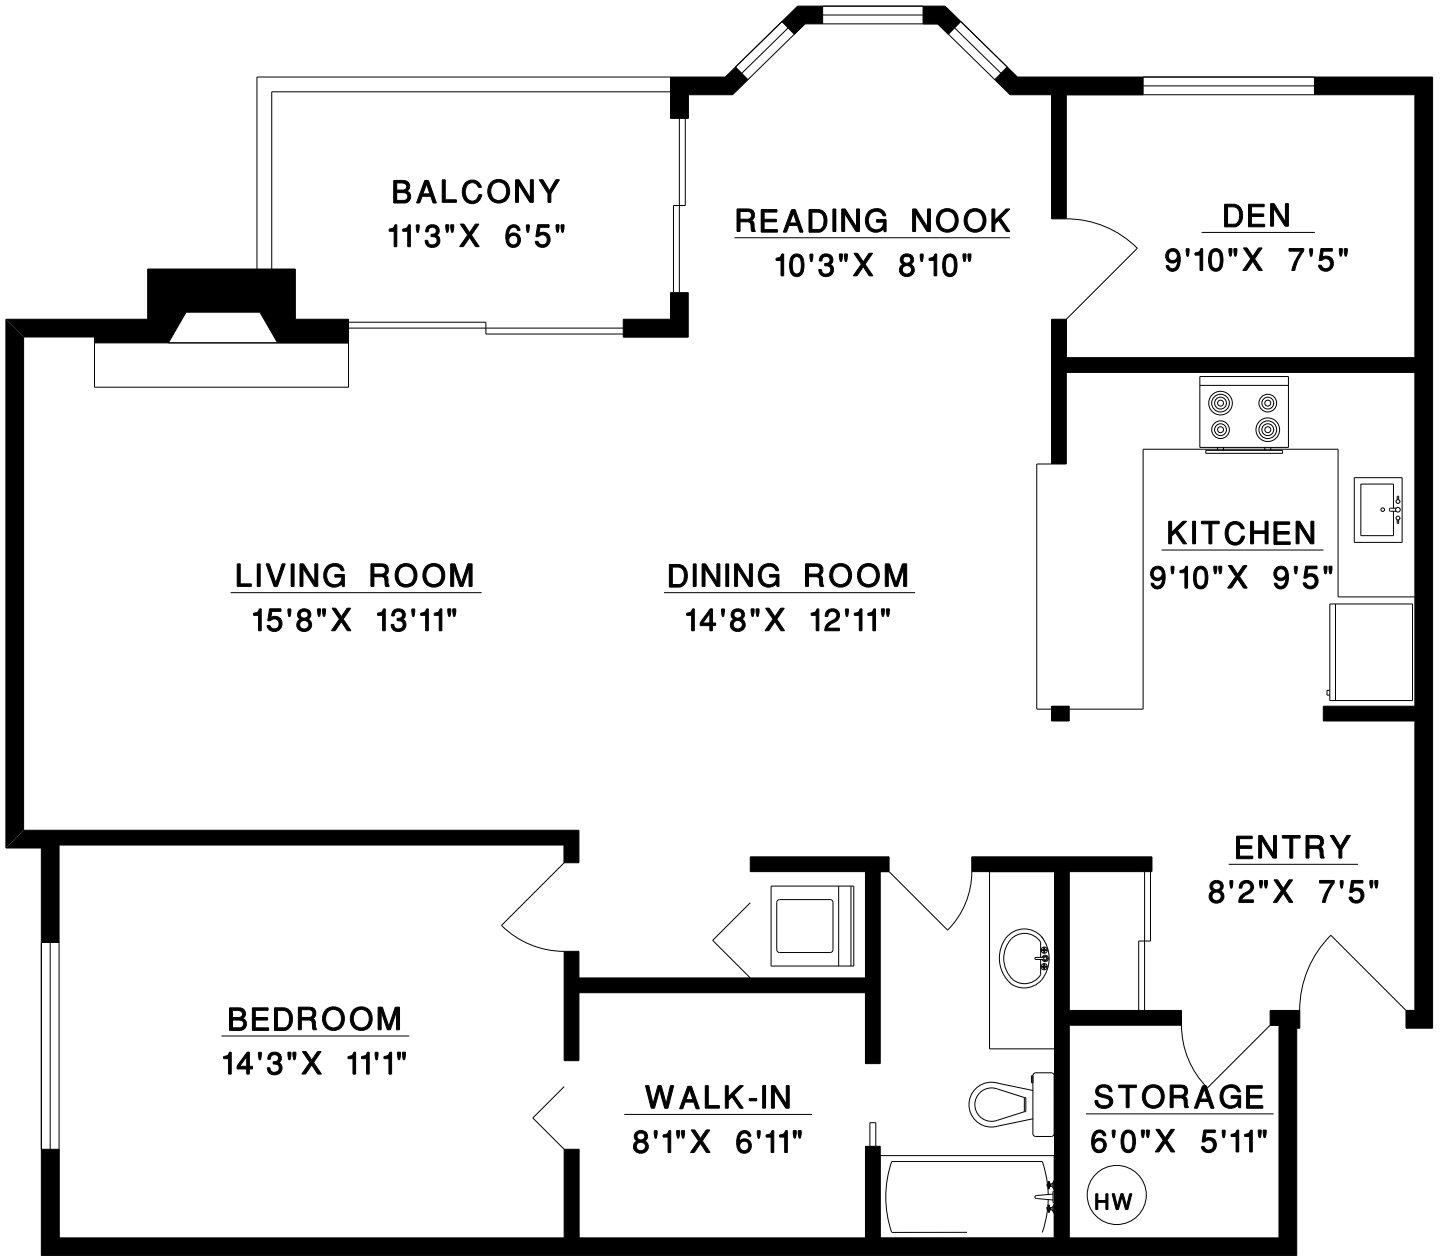 BALCONY
11'3"X 6'5"
READING NOOK
10'3"X 8'10"
DEN
9'10"X 7'5"
LIVING ROOM
15'8"X 13'11"
DINING ROOM
14'8"X 12'11"
KITCHEN
9'10"X 9'5"
ENTRY
8'2"X 7'5"
BEDROOM
14'3"X 11'1"
WALK-IN
8'1"X 6'11"
STORAGE
6'0"X 5'11"
HW